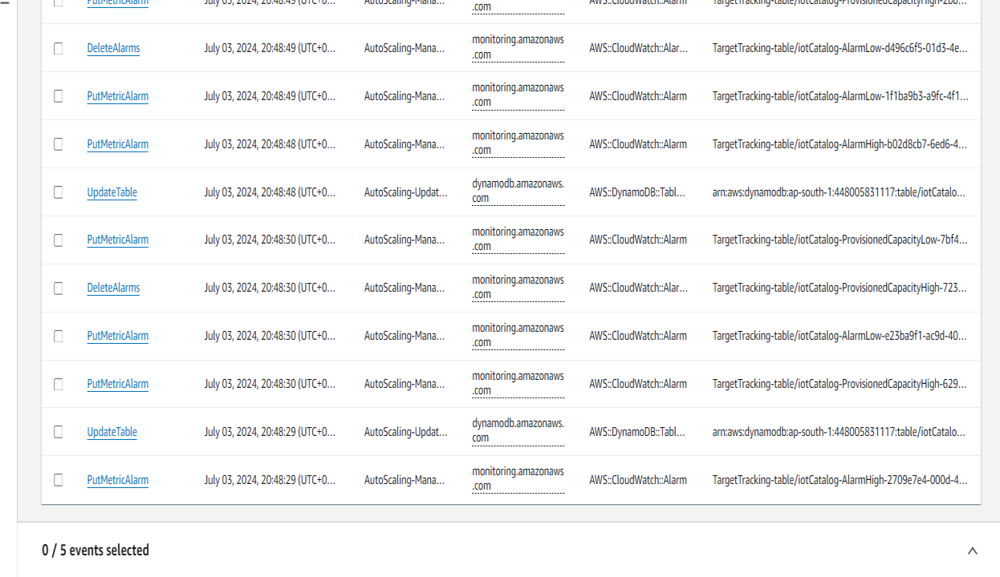 PutMetricAlarm July 03, 2024, 20:48:49 (UTC+0... AutoScaling-Mana... .com AWS::CloudWatch::Alarm TargetTracking-table/iotCatalog-ProvisionedCapacityHigh-2bb...
DeleteAlarms July 03, 2024, 20:48:49 (UTC+0... AutoScaling-Mana... monitoring.amazonaws AWS::CloudWatch::Alar... TargetTracking-table/iotCatalog-AlarmLow-d496c6f5-01d3-4e...
.com
PutMetricAlarm July 03, 2024, 20:48:49 (UTC+0... AutoScaling-Mana... monitoring.amazonaws AWS::CloudWatch::Alarm TargetTracking-table/iotCatalog-AlarmLow-1f1ba9b3-a9fc-4f1...
.com
PutMetricAlarm July 03, 2024, 20:48:48 (UTC+0... AutoScaling-Mana... monitoring.amazonaws AWS::CloudWatch::Alarm TargetTracking-table/iotCatalog-AlarmHigh-b02d8cb7-6ed6-4...
.com
UpdateTable July 03, 2024, 20:48:48 (UTC+0... AutoScaling-Updat... dynamodb.amazonaws. AWS::DynamoDB::Tabl... arn:aws:dynamodb:ap-south-1:448005831117:table/iotCatalo...
com
PutMetricAlarm July 03, 2024, 20:48:30 (UTC+0... AutoScaling-Mana... monitoring.amazonaws AWS::CloudWatch::Alarm TargetTracking-table/iotCatalog-ProvisionedCapacityLow-7bf4...
.com
DeleteAlarms July 03, 2024, 20:48:30 (UTC+0... AutoScaling-Mana... monitoring.amazonaws AWS::CloudWatch::Alar... TargetTracking-table/iotCatalog-ProvisionedCapacityHigh-723...
.com
PutMetricAlarm July 03, 2024, 20:48:30 (UTC+0... AutoScaling-Mana... monitoring.amazonaws AWS::CloudWatch::Alarm TargetTracking-table/iotCatalog-AlarmLow-e23ba9f1-ac9d-40...
.com
PutMetricAlarm July 03, 2024, 20:48:30 (UTC+0... AutoScaling-Mana... monitoring.amazonaws AWS::CloudWatch::Alarm TargetTracking-table/iotCatalog-ProvisionedCapacityHigh-629...
.com
UpdateTable July 03, 2024, 20:48:29 (UTC+0... AutoScaling-Updat... dynamodb.amazonaws. AWS::DynamoDB::Tabl... arn:aws:dynamodb:ap-south-1:448005831117:table/iotCatalo...
com
PutMetricAlarm July 03, 2024, 20:48:29 (UTC+0... AutoScaling-Mana... monitoring.amazonaws AWS::CloudWatch::Alarm TargetTracking-table/iotCatalog-AlarmHigh-2709e7e4-000d-4...
.com
0 / 5 events selected